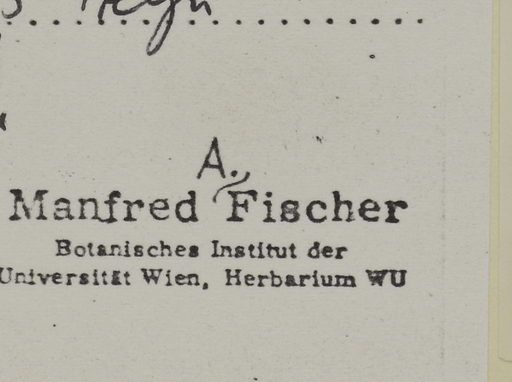 A.
Manfred Fischer
Botanisches Institut der
Universität Wien, Herbarium WU